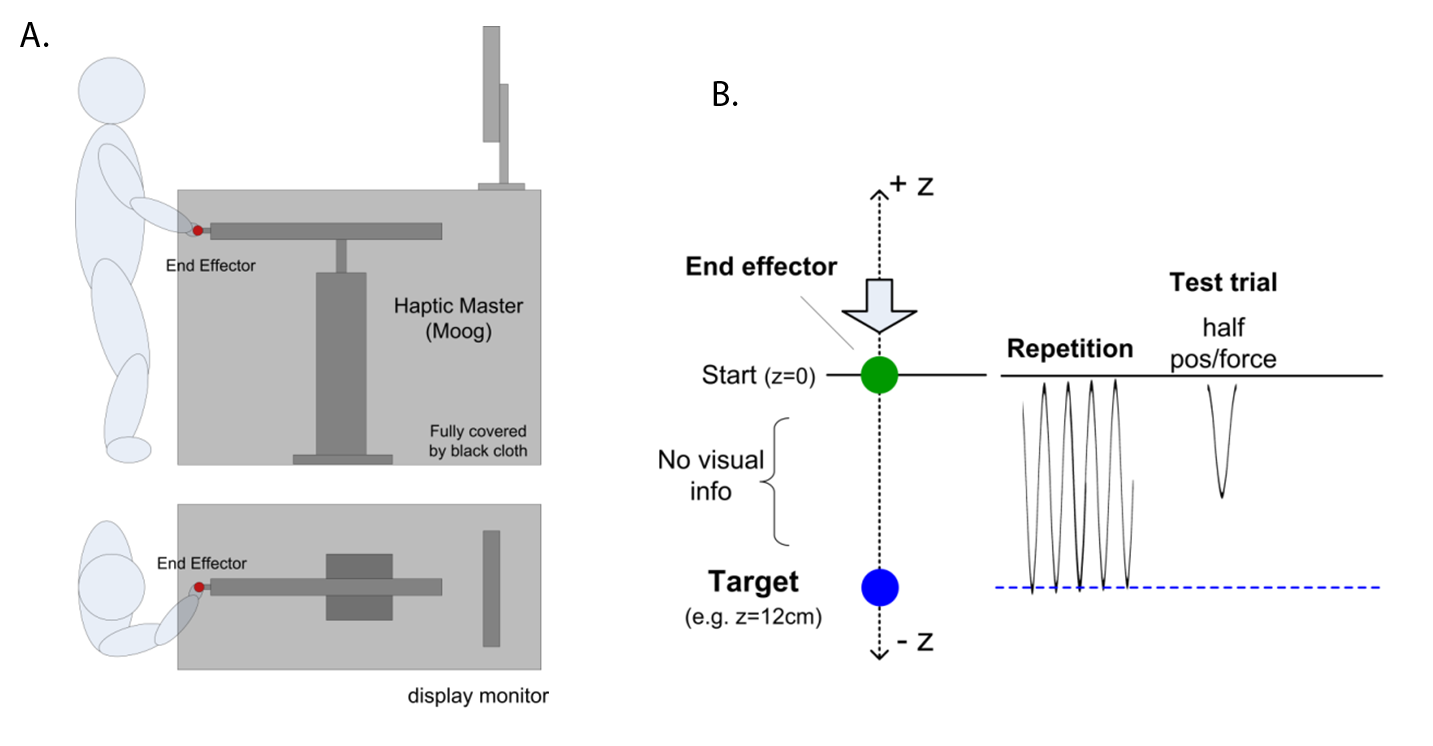 A.
End Effector
Haptic Master
(Moog)
Fully covered
by black cloth
End Effector
display monitor
B.
+ z
End effector
Start (z=0)
No visual
info
Target
(e.g. z=12cm)
- z
Repetition
Test trial
half
pos/force